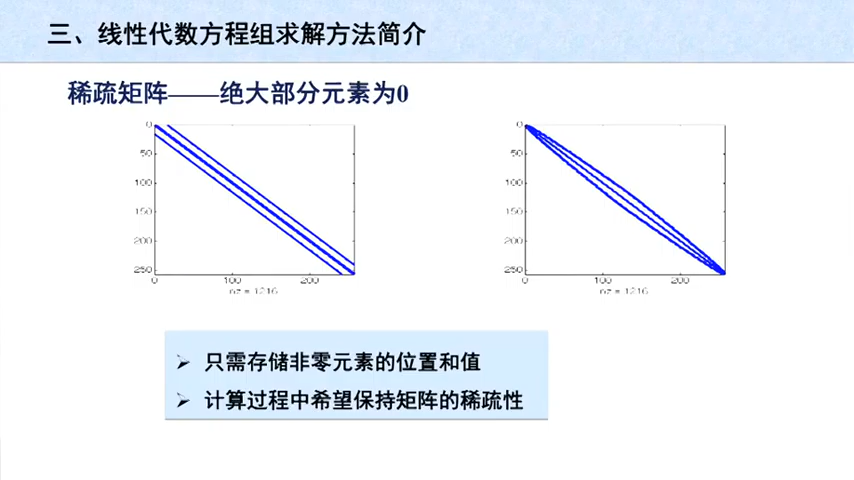 三、线性代数方程组求解方法简介
稀疏矩阵——绝大部分元素为0
0
50
100
150
200
250
0 100 200
nz = 1216
0
50
100
150
200
250
0 100 200
nz = 1216
➢ 只需存储非零元素的位置和值
➢ 计算过程中希望保持矩阵的稀疏性